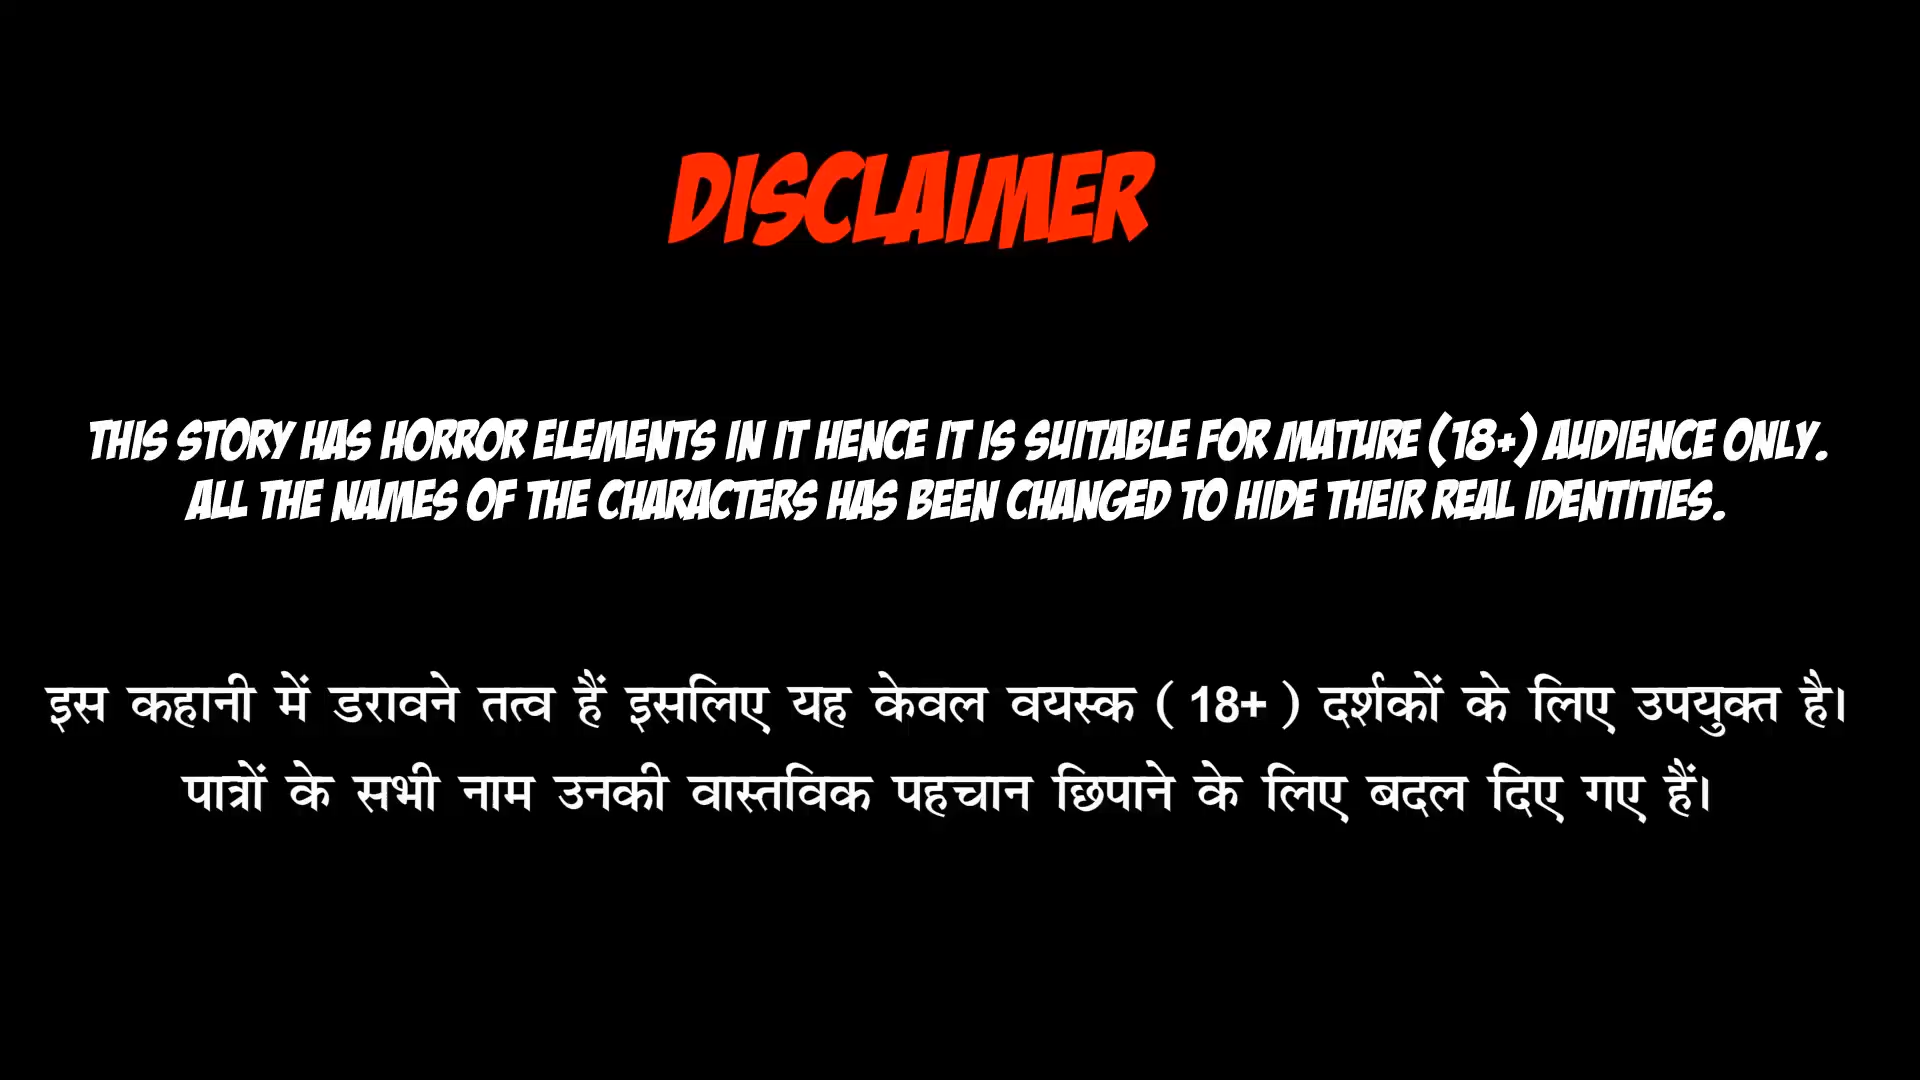 DISCLAIMER
THIS STORY HAS HORROR ELEMENTS IN IT HENCE IT IS SUITABLE FOR MATURE (18+) AUDIENCE ONLY.
ALL THE NAMES OF THE CHARACTERS HAS BEEN CHANGED TO HIDE THEIR REAL IDENTITIES.
इस कहानी में डरावने तत्व हैं इसलिए यह केवल वयस्क ( 18+ ) दर्शकों के लिए उपयुक्त है।
पात्रों के सभी नाम उनकी वास्तविक पहचान छिपाने के लिए बदल दिए गए हैं।